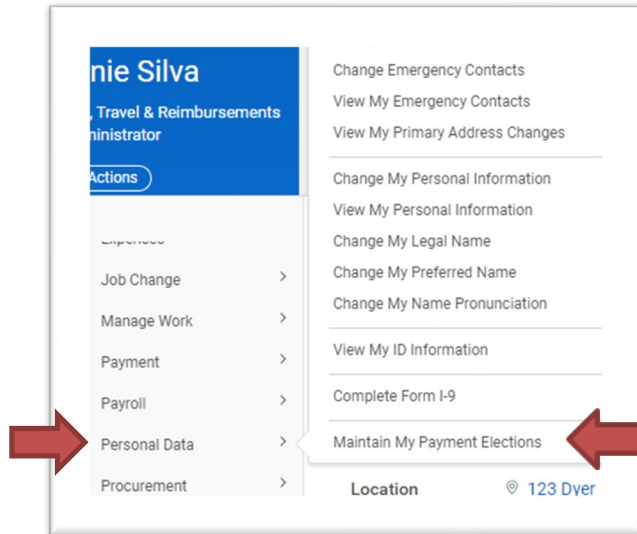 nie Silva
, Travel & Reimbursements
ninistrator
Actions
Job Change
Manage Work
Payment
Payroll
Personal Data
Procurement
Change Emergency Contacts
View My Emergency Contacts
View My Primary Address Changes
Change My Personal Information
View My Personal Information
Change My Legal Name
Change My Preferred Name
Change My Name Pronunciation
View My ID Information
Complete Form I-9
Maintain My Payment Elections
Location 123 Dyer